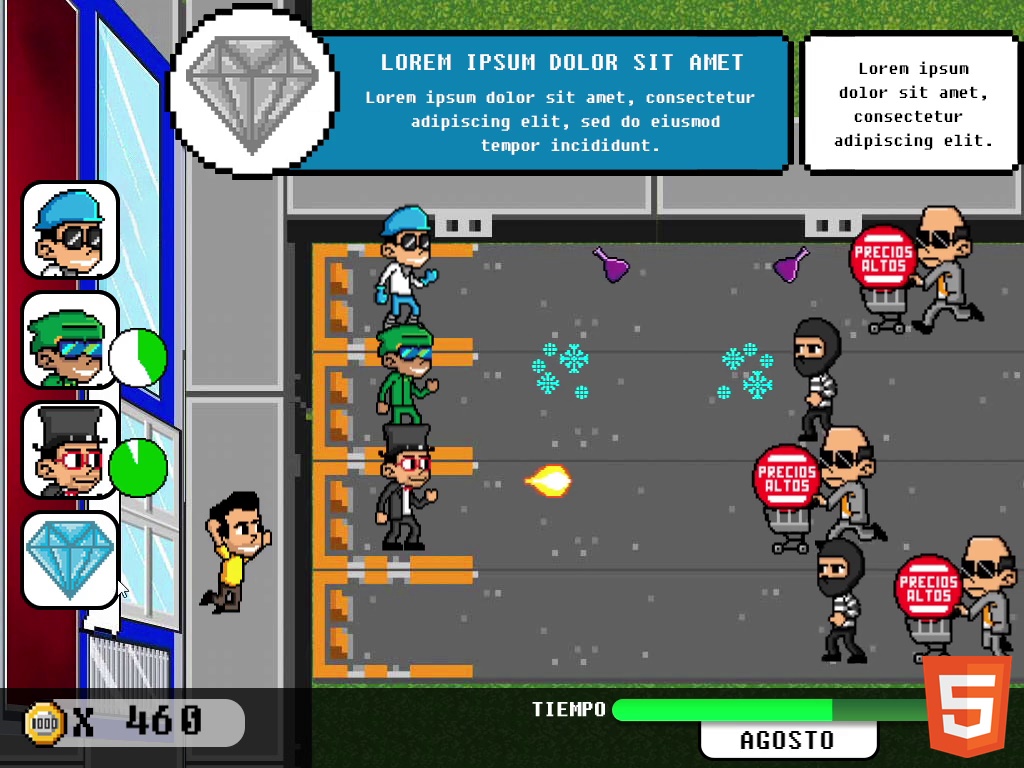 LOREM IPSUM DOLOR SIT AMET
Lorem ipsum dolor sit amet, consectetur
adipiscing elit, sed do eiusmod
tempor incididunt.
Lorem ipsum
dolor sit amet,
consectetur
adipiscing elit.
PRECIOS
ALTOS
PRECIOS
ALTOS
PRECIOS
ALTOS
1000 X 460
TIEMPO
AGOSTO
5